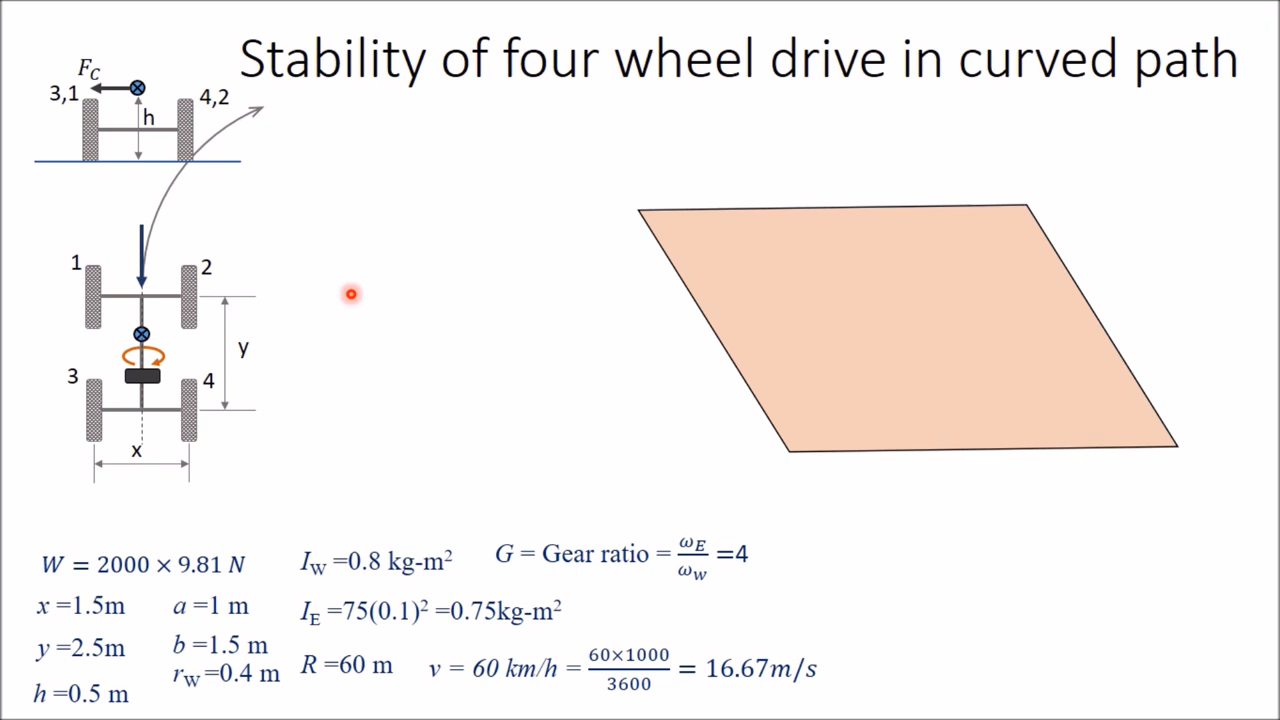 Stability of four wheel drive in curved path
F_C
3,1
4,2
h
1
2
y
3
4
x
W = 2000 × 9.81 N
x =1.5m
y =2.5m
h =0.5 m
a =1 m
b =1.5 m
r_W =0.4 m
I_W =0.8 kg-m²
I_E =75(0.1)² =0.75kg-m²
R =60 m
G = Gear ratio = ω_E/ω_w =4
v = 60 km/h = 60×1000/3600 = 16.67m/s